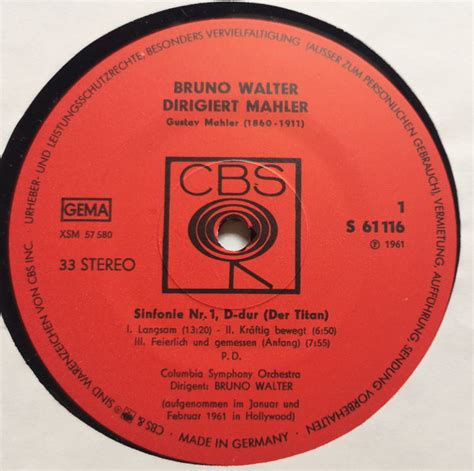 URHEBER- UND LEISTUNGSSCHUTZRECHTE, BESONDERS VERVIELFÄLTIGUNG (AUSSER ZUM PERSÖNLICHEN GEBRAUCH), VERMIETUNG, AUFFÜHRUNG, SENDUNG VORBEHALTEN
BRUNO WALTER
DIRIGIERT MAHLER
Gustav Mahler (1860-1911)
CBS
GEMA
XSM 57 580
33 STEREO
1
S 61 116
Ⓟ 1961
Sinfonie Nr. 1, D-dur (Der Titan)
I. Langsam (13:20) - II. Kräftig bewegt (6:50)
III. Feierlich und gemessen (Anfang) (7:55)
P. D.
Columbia Symphony Orchestra
Dirigent: BRUNO WALTER
(aufgenommen im Januar und
Februar 1961 in Hollywood)
MADE IN GERMANY
CBS & ® SIND WARENZEICHEN VON CBS INC.